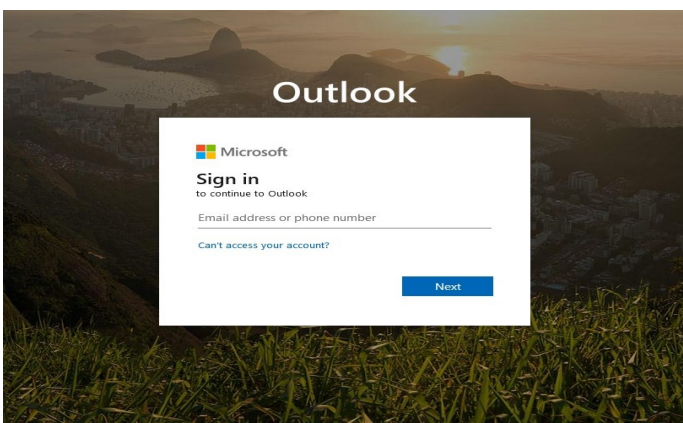 Outlook
Microsoft
Sign in
to continue to Outlook
Email address or phone number
Can't access your account?
Next